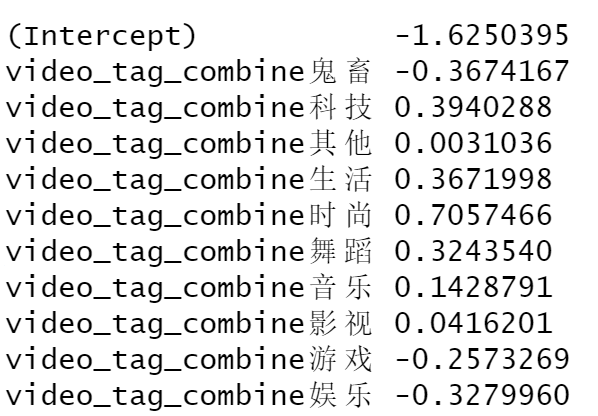 (Intercept) -1.6250395
video_tag_combine鬼畜 -0.3674167
video_tag_combine科技 0.3940288
video_tag_combine其他 0.0031036
video_tag_combine生活 0.3671998
video_tag_combine时尚 0.7057466
video_tag_combine舞蹈 0.3243540
video_tag_combine音乐 0.1428791
video_tag_combine影视 0.0416201
video_tag_combine游戏 -0.2573269
video_tag_combine娱乐 -0.3279960